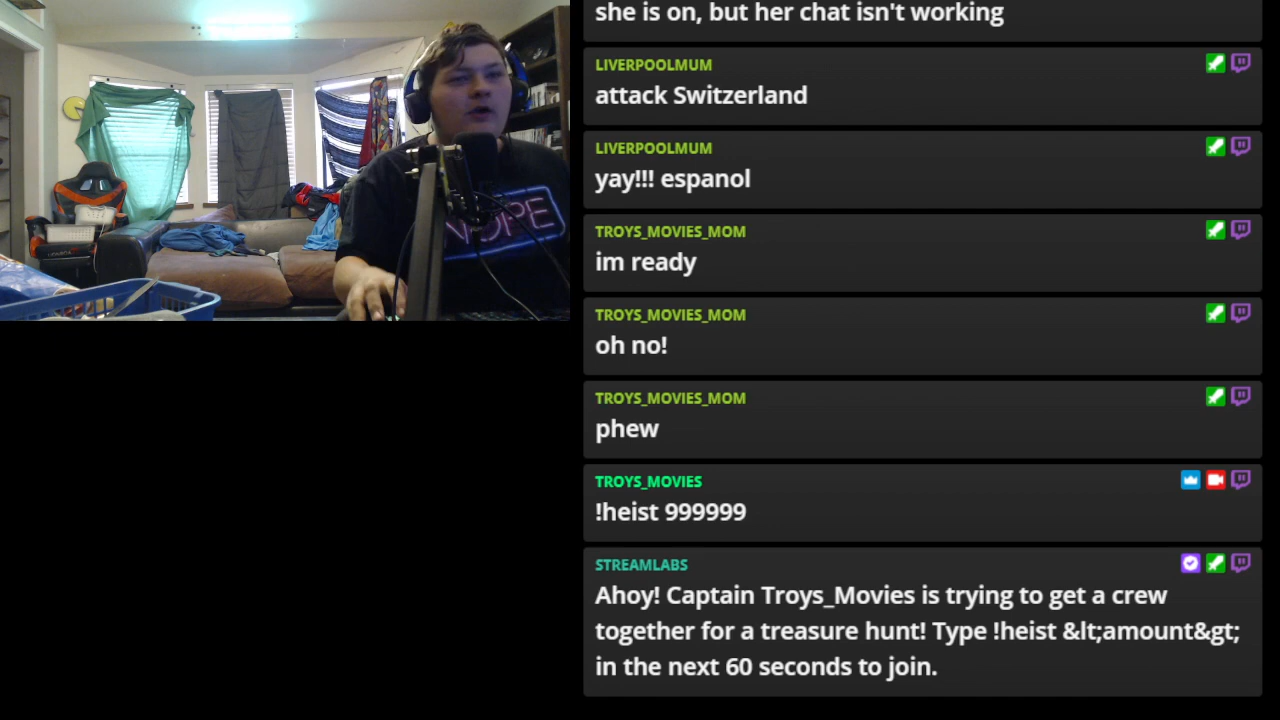 she is on, but her chat isn't working
LIVERPOOLMUM
attack Switzerland
LIVERPOOLMUM
yay!!! espanol
TROYS_MOVIES_MOM
im ready
TROYS_MOVIES_MOM
oh no!
TROYS_MOVIES_MOM
phew
TROYS_MOVIES
!heist 999999
STREAMLABS
Ahoy! Captain Troys_Movies is trying to get a crew
together for a treasure hunt! Type !heist &lt;amount&gt;
in the next 60 seconds to join.
NOPE